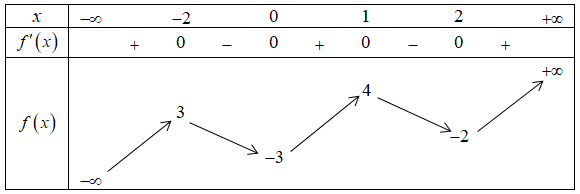 x −∞ −2 0 1 2 +∞
f′(x) + 0 − 0 + 0 − 0 +
+∞
4
3
f(x)
−2
−3
−∞